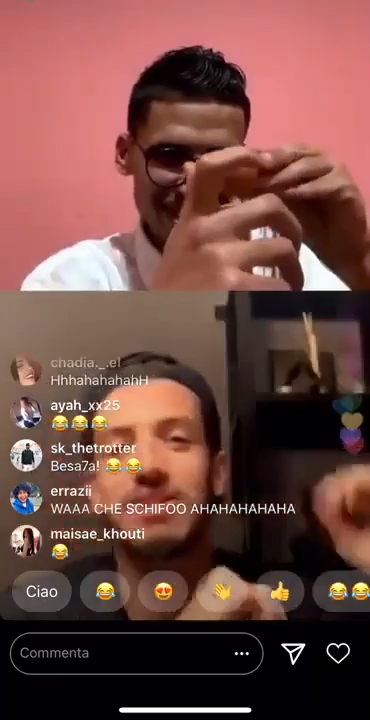 chadia._.el
HhhahahahahH
ayah_xx25
😂😂😂
sk_thetrotter
Besa7a! 😂 😂
errazii
WAAA CHE SCHIFOO AHAHAHAHAHA
maisae_khouti
😂
Ciao 😂 😍 👋 👍 😂😂
Commenta